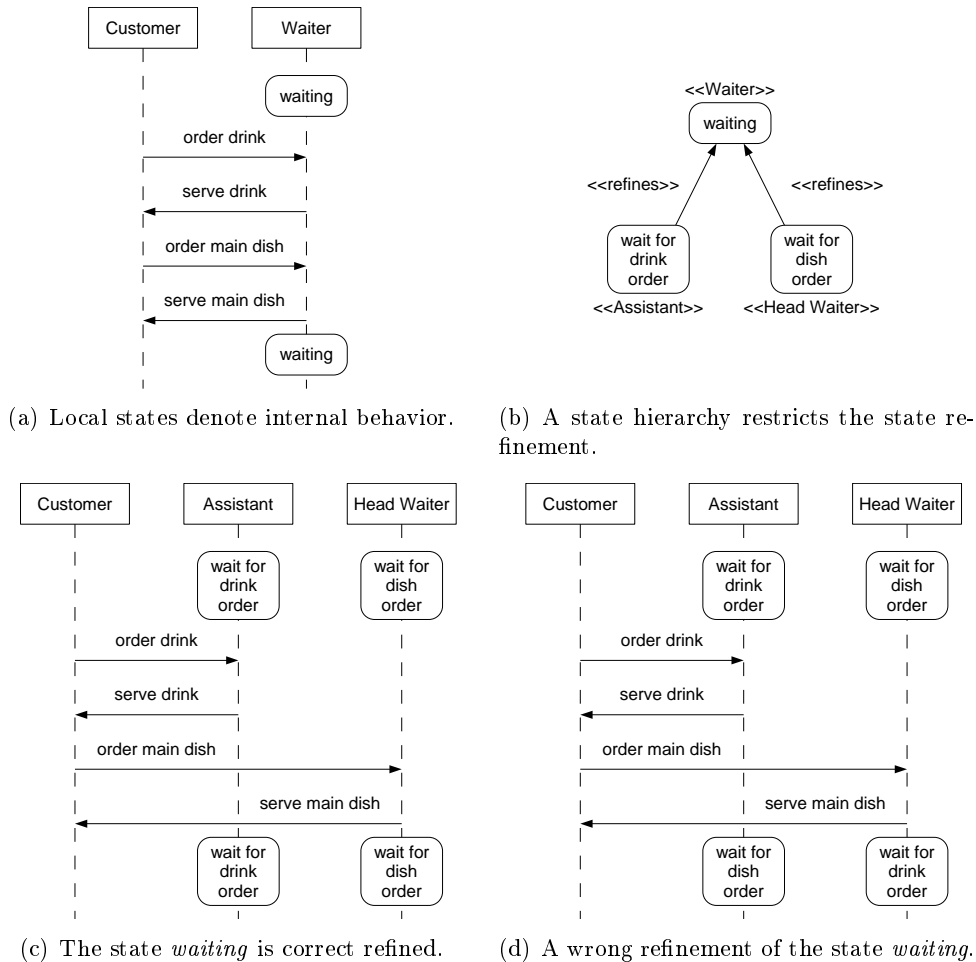 Customer
Waiter
waiting
order drink
serve drink
order main dish
serve main dish
waiting
(a) Local states denote internal behavior.
<<Waiter>>
waiting
<<refines>>
<<refines>>
wait for
drink
order
wait for
dish
order
<<Assistant>>
<<Head Waiter>>
(b) A state hierarchy restricts the state re-
finement.
Customer
Assistant
Head Waiter
wait for
drink
order
wait for
dish
order
order drink
serve drink
order main dish
serve main dish
wait for
drink
order
wait for
dish
order
(c) The state waiting is correct refined.
Customer
Assistant
Head Waiter
wait for
drink
order
wait for
dish
order
order drink
serve drink
order main dish
serve main dish
wait for
dish
order
wait for
drink
order
(d) A wrong refinement of the state waiting.